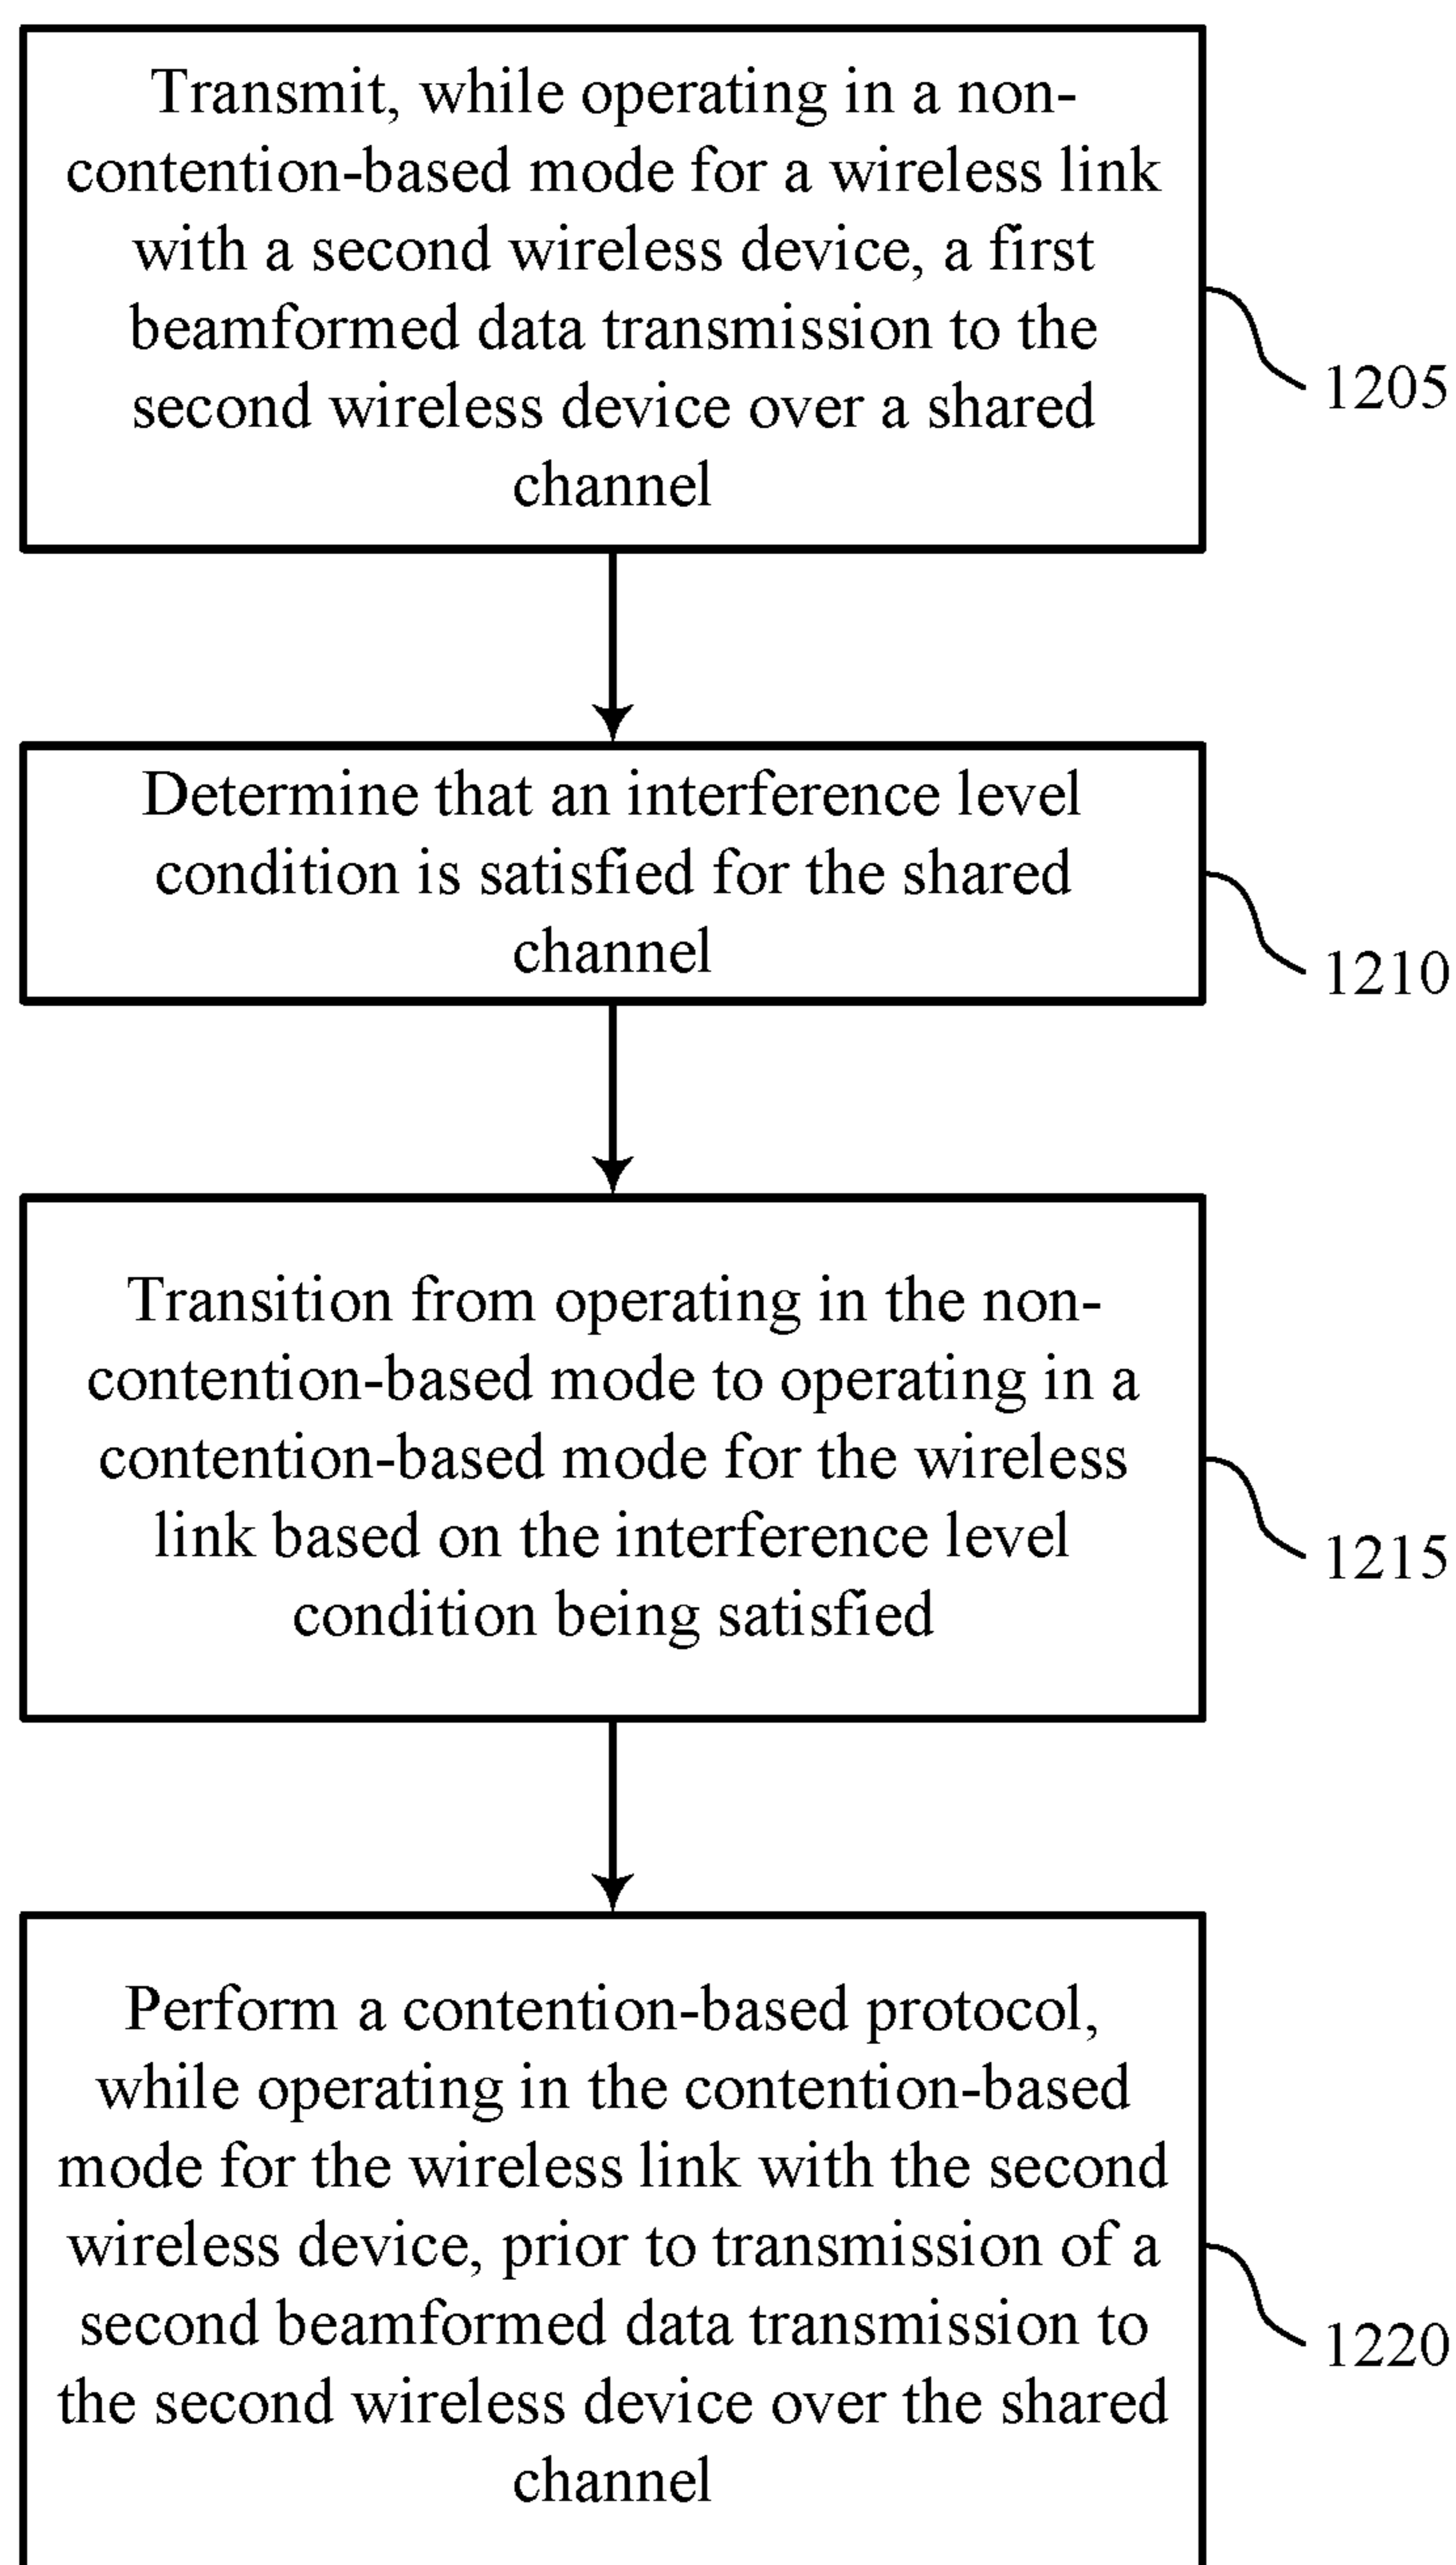 Transmit, while operating in a non-
contention-based mode for a wireless link
with a second wireless device, a first
beamformed data transmission to the
second wireless device over a shared
channel
1205
Determine that an interference level
condition is satisfied for the shared
channel
1210
Transition from operating in the non-
contention-based mode to operating in a
contention-based mode for the wireless
link based on the interference level
condition being satisfied
1215
Perform a contention-based protocol,
while operating in the contention-based
mode for the wireless link with the second
wireless device, prior to transmission of a
second beamformed data transmission to
the second wireless device over the shared
channel
1220